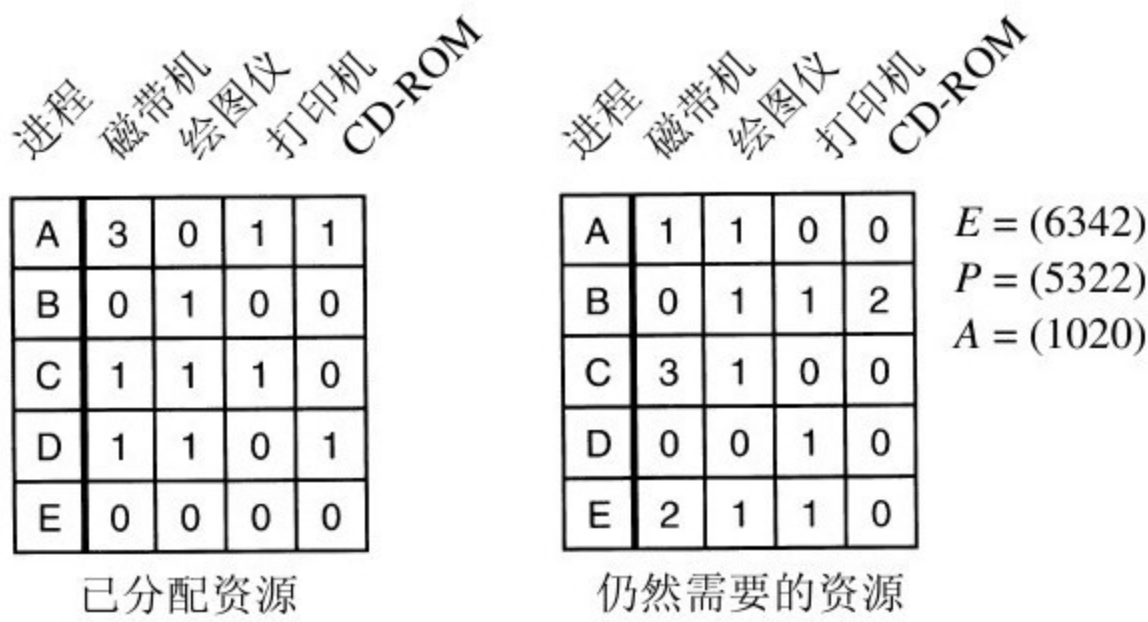 进程 磁带机 绘图仪 打印机 CD-ROM
A 3 0 1 1
B 0 1 0 0
C 1 1 1 0
D 1 1 0 1
E 0 0 0 0
已分配资源
进程 磁带机 绘图仪 打印机 CD-ROM
A 1 1 0 0
B 0 1 1 2
C 3 1 0 0
D 0 0 1 0
E 2 1 1 0
仍然需要的资源
E = (6342)
P = (5322)
A = (1020)